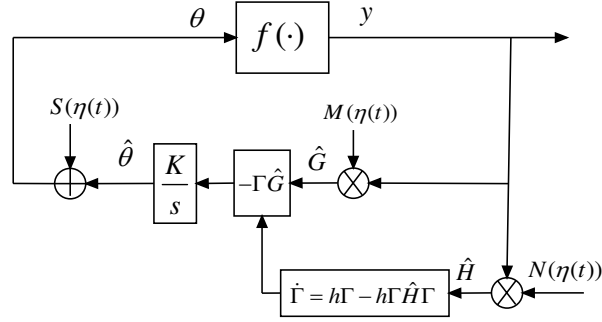 θ
f(·)
y
S(η(t))
M(η(t))
θ̂
K/s
−ΓĜ
Ĝ
Γ̇ = hΓ − hΓĤΓ
Ĥ
N(η(t))